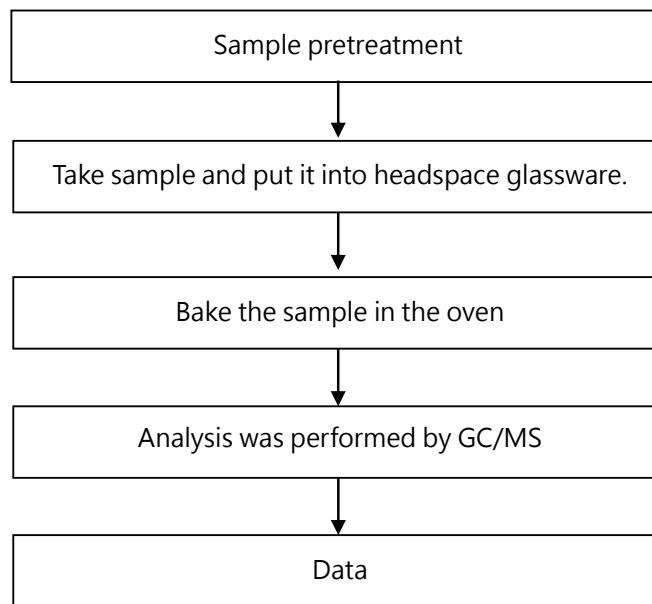 Sample pretreatment
Take sample and put it into headspace glassware.
Bake the sample in the oven
Analysis was performed by GC/MS
Data